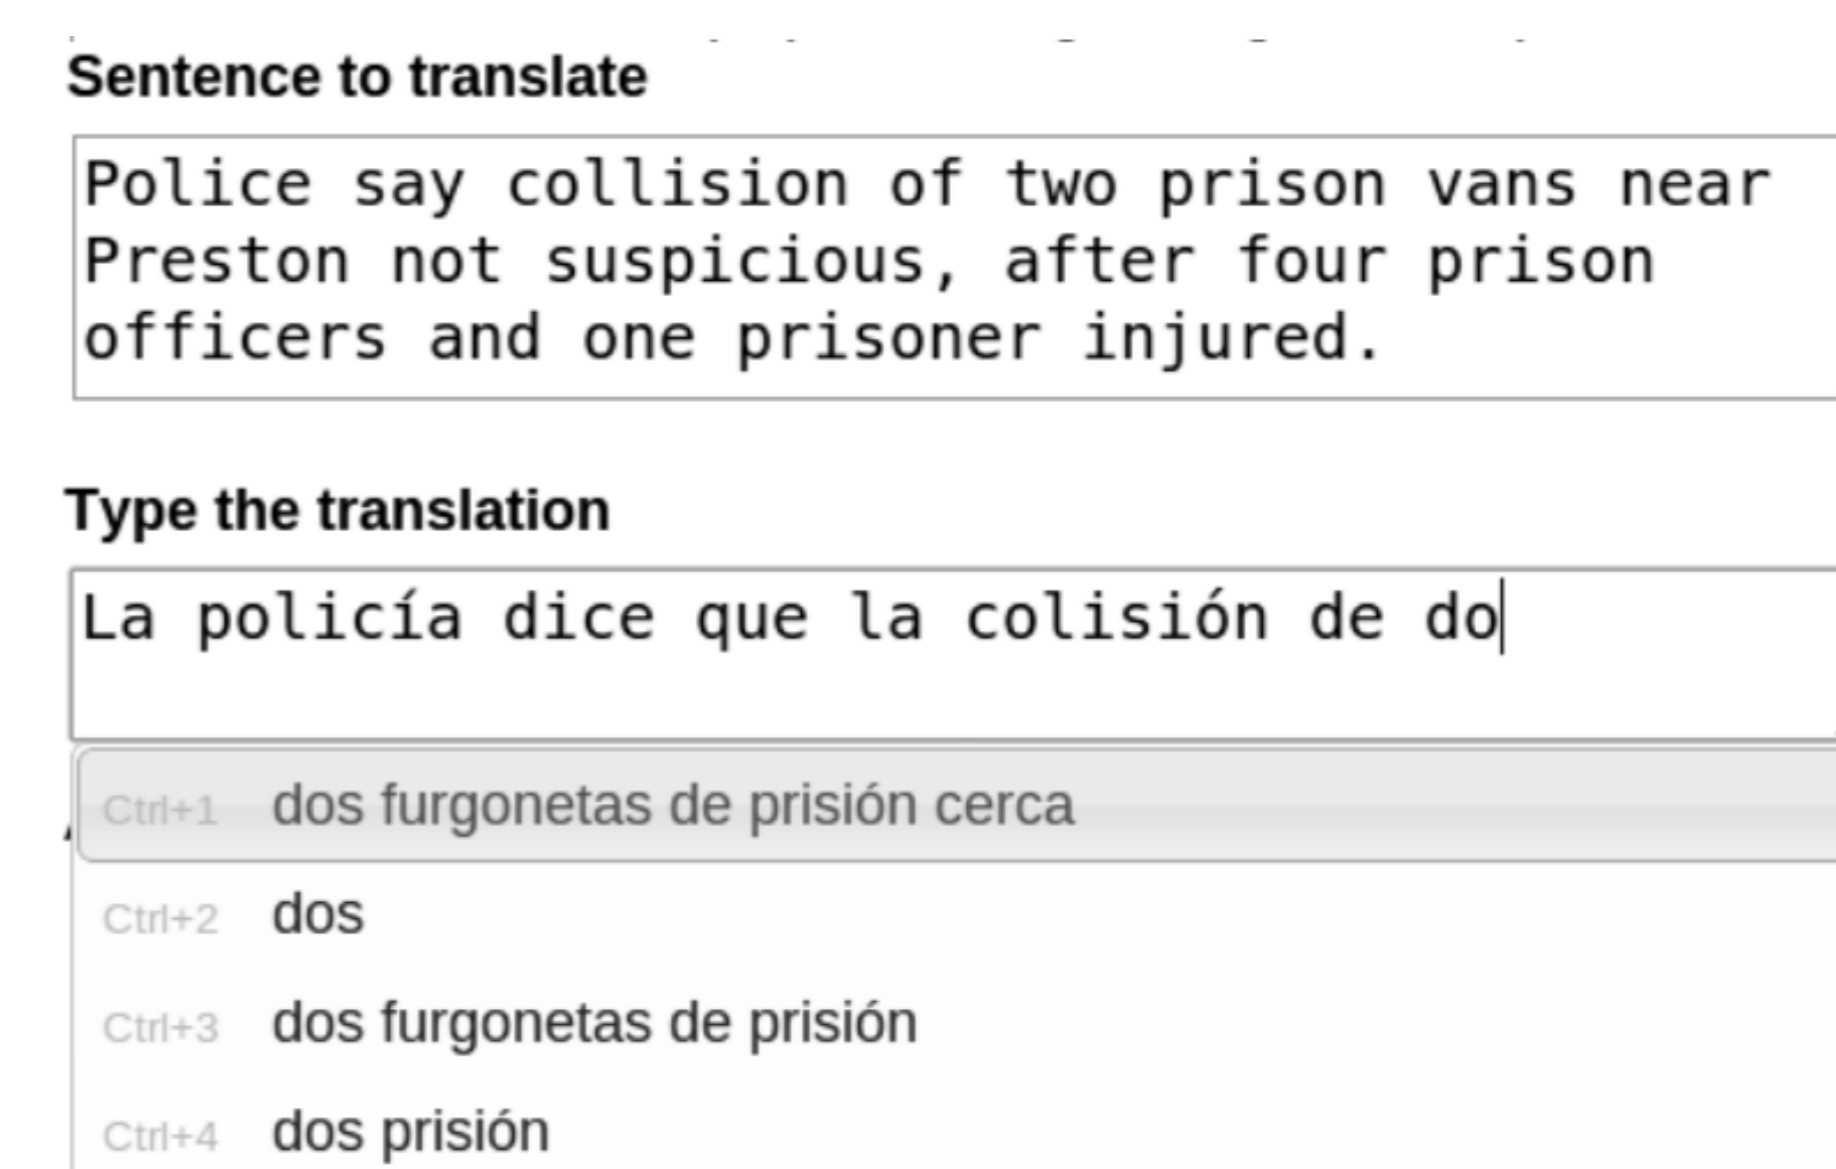 Sentence to translate
Police say collision of two prison vans near
Preston not suspicious, after four prison
officers and one prisoner injured.
Type the translation
La policía dice que la colisión de do
Ctrl+1 dos furgonetas de prisión cerca
Ctrl+2 dos
Ctrl+3 dos furgonetas de prisión
Ctrl+4 dos prisión